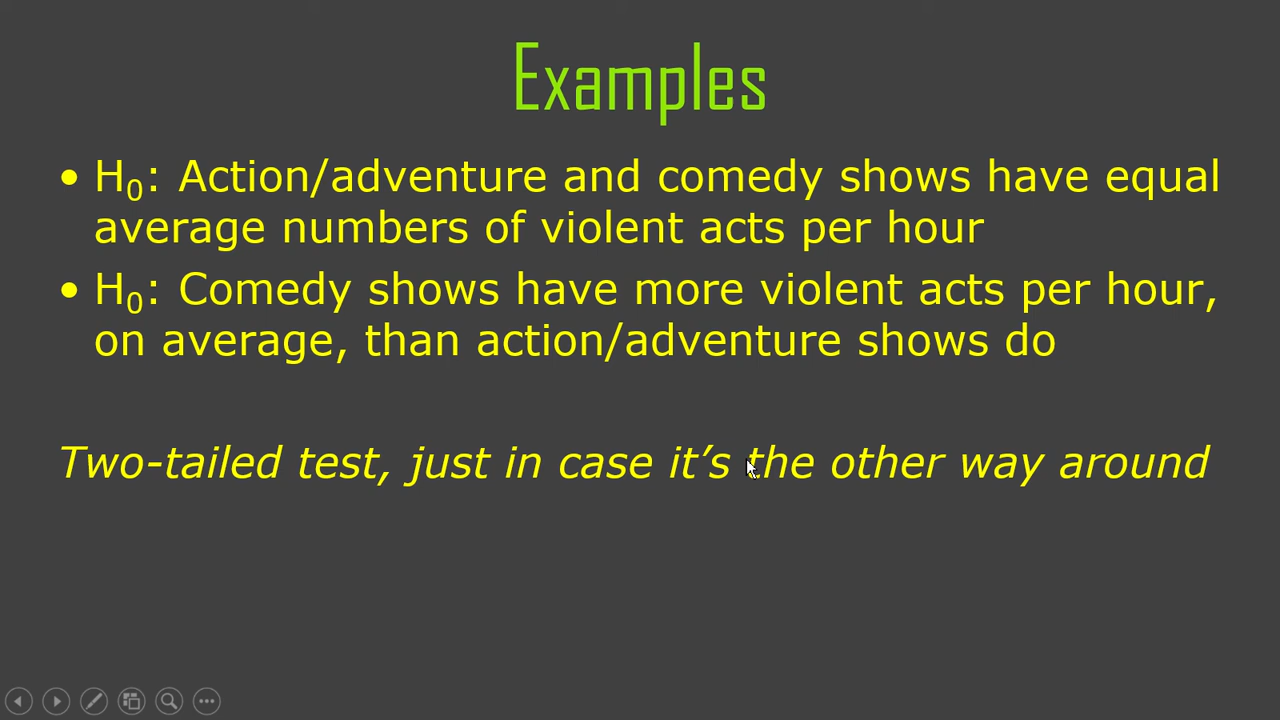 Examples
• H₀: Action/adventure and comedy shows have equal
average numbers of violent acts per hour
• H₀: Comedy shows have more violent acts per hour,
on average, than action/adventure shows do
Two-tailed test, just in case it’s the other way around